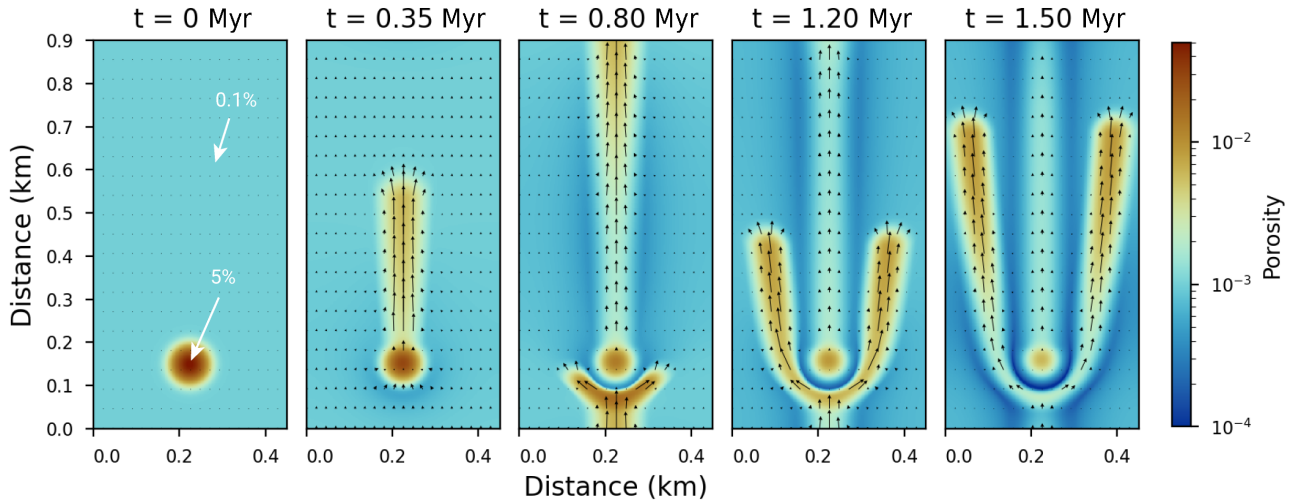 t = 0 Myr
t = 0.35 Myr
t = 0.80 Myr
t = 1.20 Myr
t = 1.50 Myr
0.9
0.8
0.7
0.6
0.5
0.4
0.3
0.2
0.1
0.0
Distance (km)
0.1%
5%
0.0 0.2 0.4
0.0 0.2 0.4
0.0 0.2 0.4
0.0 0.2 0.4
0.0 0.2 0.4
Distance (km)
10⁻²
10⁻³
10⁻⁴
Porosity